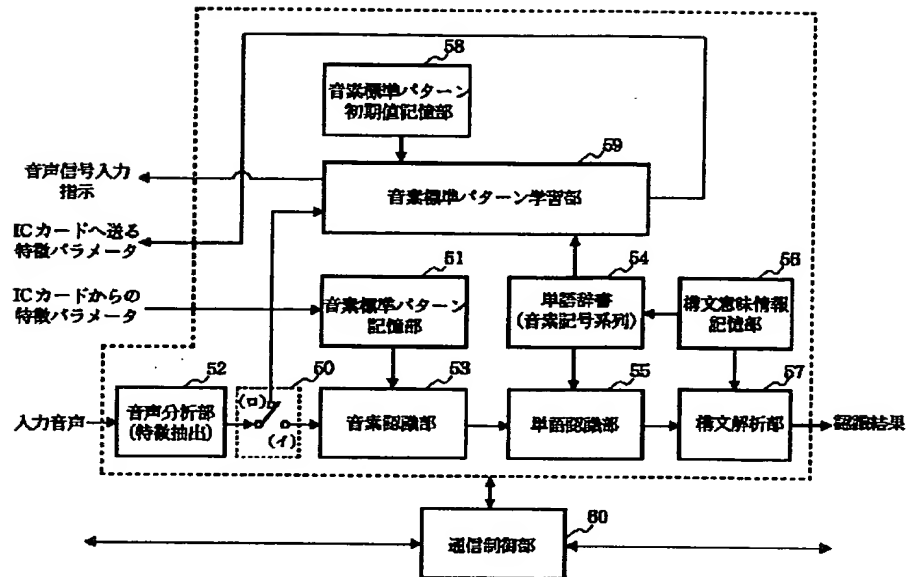 58
音素標準パターン
初期値記憶部
59
音声信号入力
指示
音素標準パターン学習部
ICカードへ送る
特徴パラメータ
51
54
56
ICカードからの
特徴パラメータ
音素標準パターン
記憶部
単語辞書
(音素記号系列)
構文意味情報
記憶部
52
50
53
55
57
入力音声
音声分析部
(特徴抽出)
(ロ)
(イ)
音素認識部
単語認識部
構文解析部
認識結果
60
通信制御部